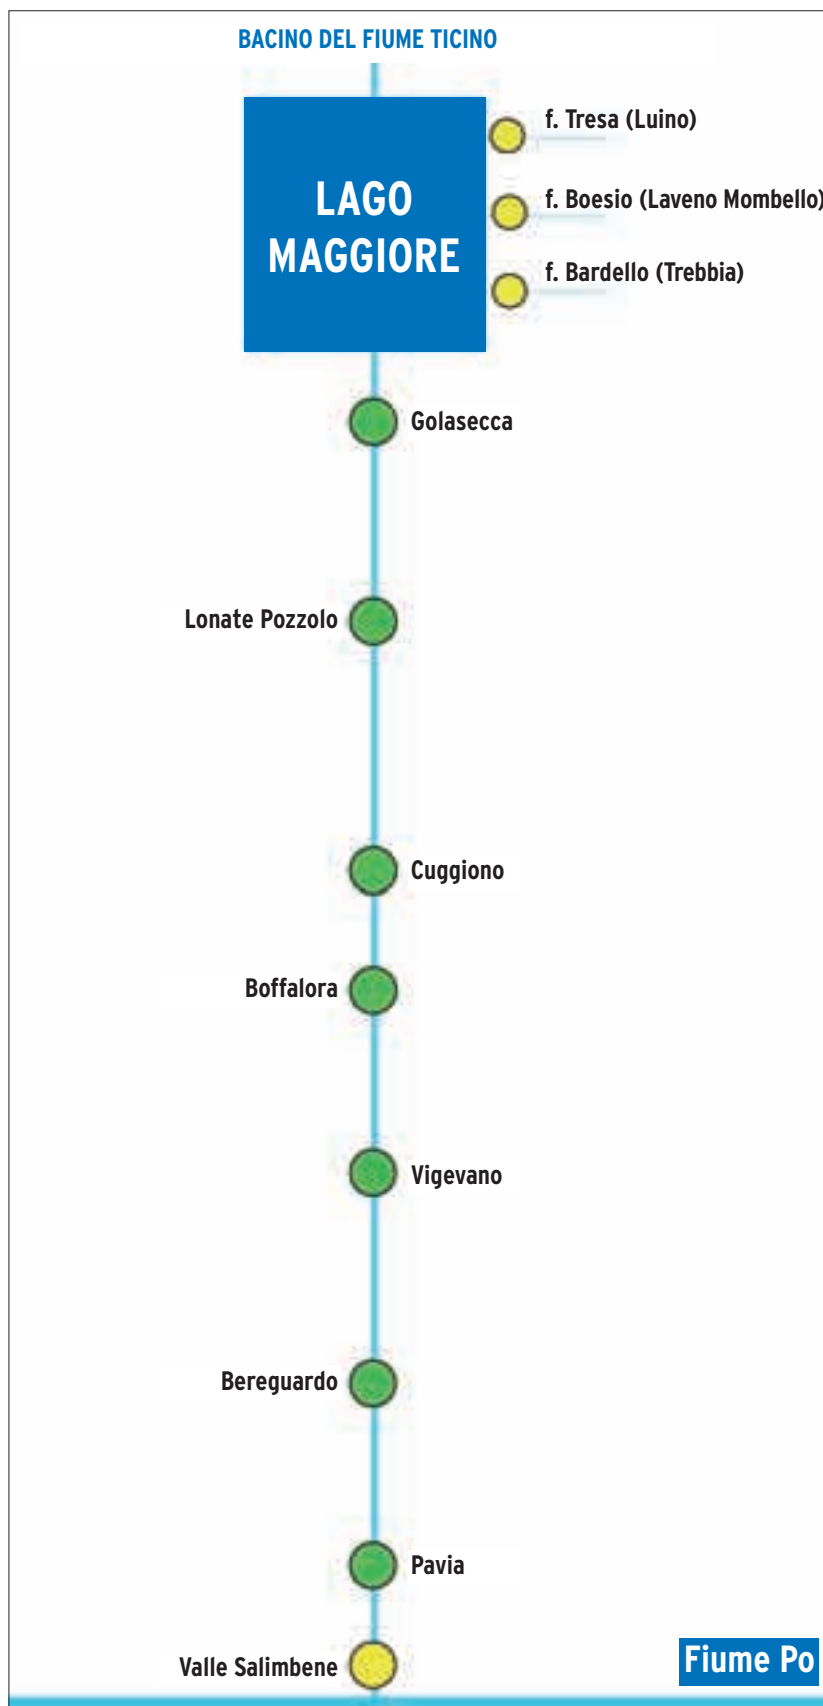 BACINO DEL FIUME TICINO
f. Tresa (Luino)
LAGO
MAGGIORE
f. Boesio (Laveno Mombello)
f. Bardello (Trebbia)
Golasecca
Lonate Pozzolo
Cuggiono
Boffalora
Vigevano
Bereguardo
Pavia
Valle Salimbene
Fiume Po